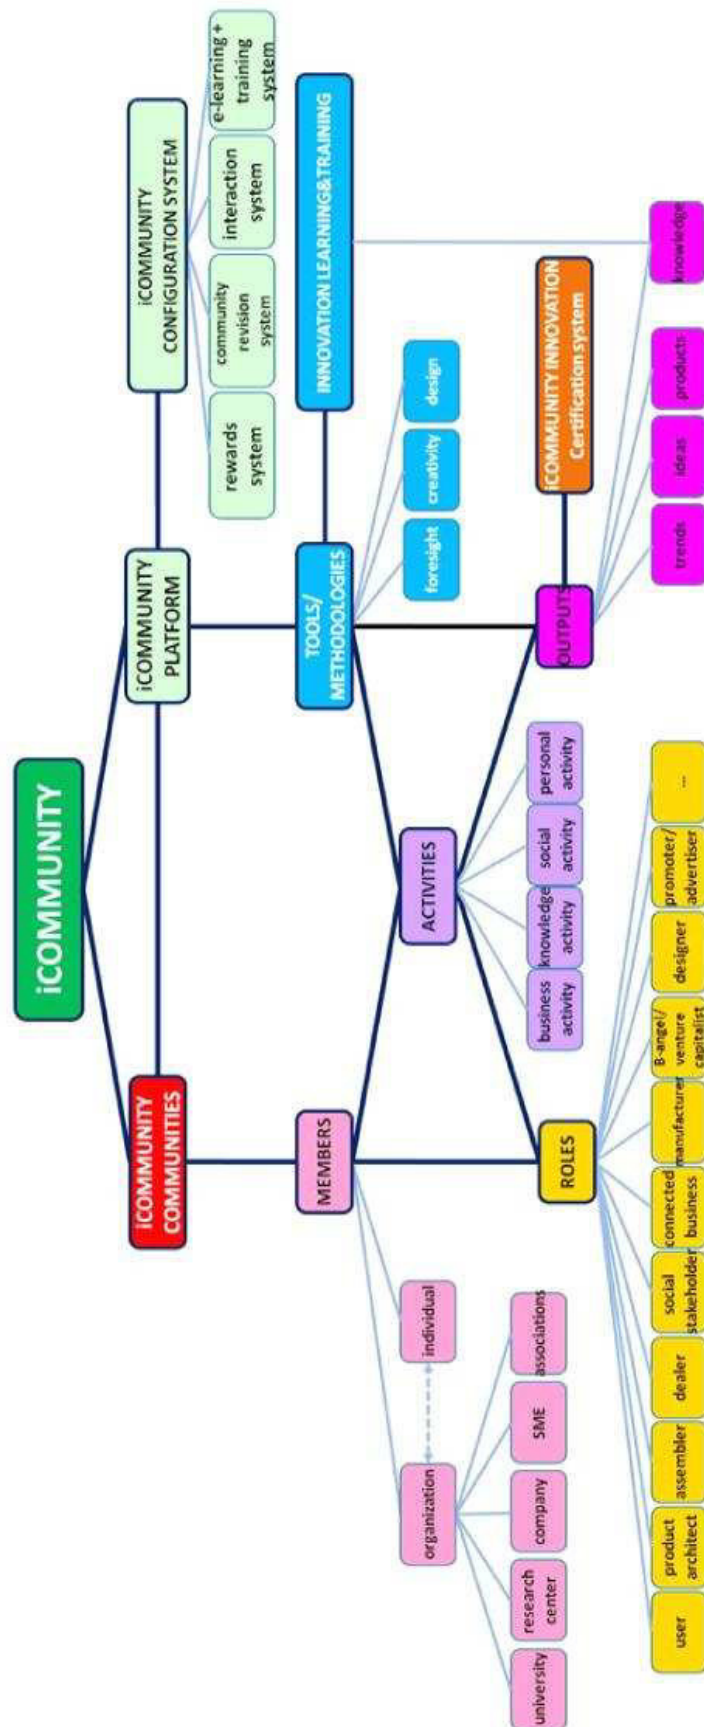 iCOMMUNITY
iCOMMUNITY
COMMUNITIES
iCOMMUNITY
PLATFORM
iCOMMUNITY
CONFIGURATION SYSTEM
rewards
system
community
revision
system
interaction
system
e-learning +
training
system
MEMBERS
TOOLS/
METHODOLOGIES
INNOVATION LEARNING&TRAINING
organization
individual
ACTIVITIES
foresight
creativity
design
university
research
center
company
SME
associations
business
activity
knowledge
activity
social
activity
personal
activity
ROLES
OUTPUTS
iCOMMUNITY INNOVATION
Certification system
user
product
architect
assembler
dealer
social
stakeholder
connected
business
manufacturer
B-angel/
venture
capitalist
designer
promoter/
advertiser
...
trends
ideas
products
knowledge